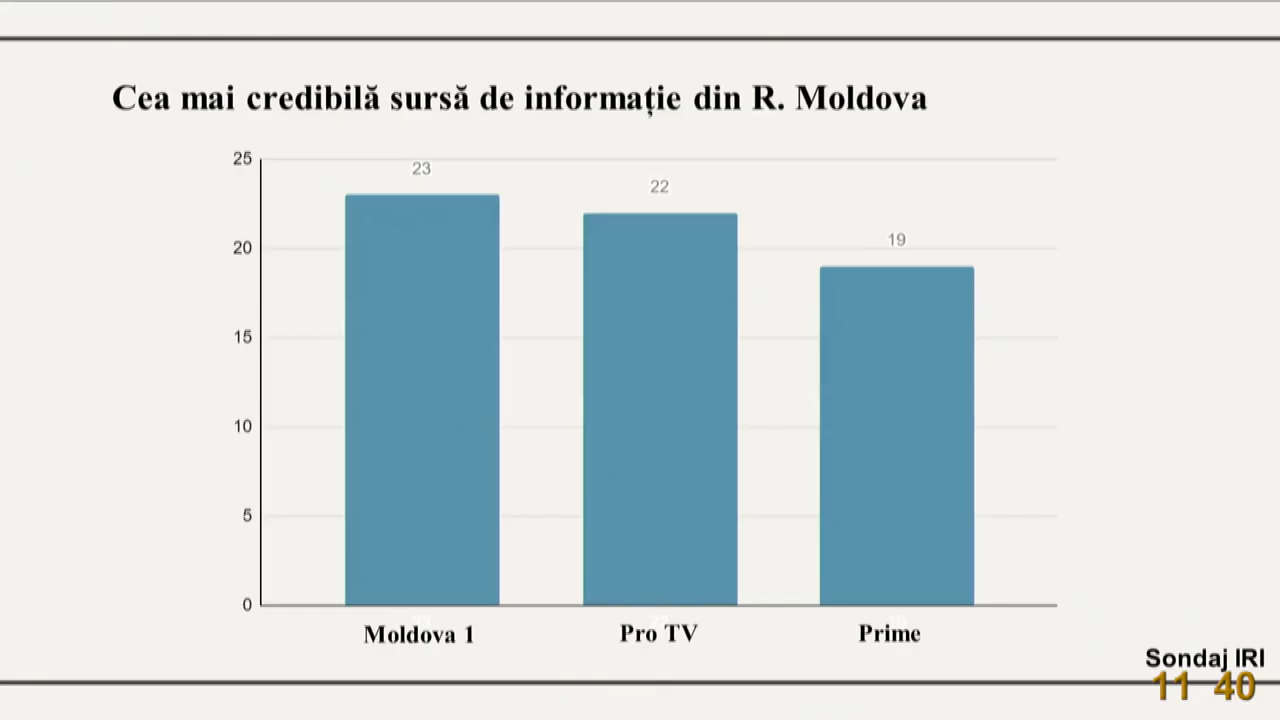 Cea mai credibilă sursă de informație din R. Moldova
25
20
15
10
5
0
23
22
19
Moldova 1
Pro TV
Prime
Sondaj IRI
11 40